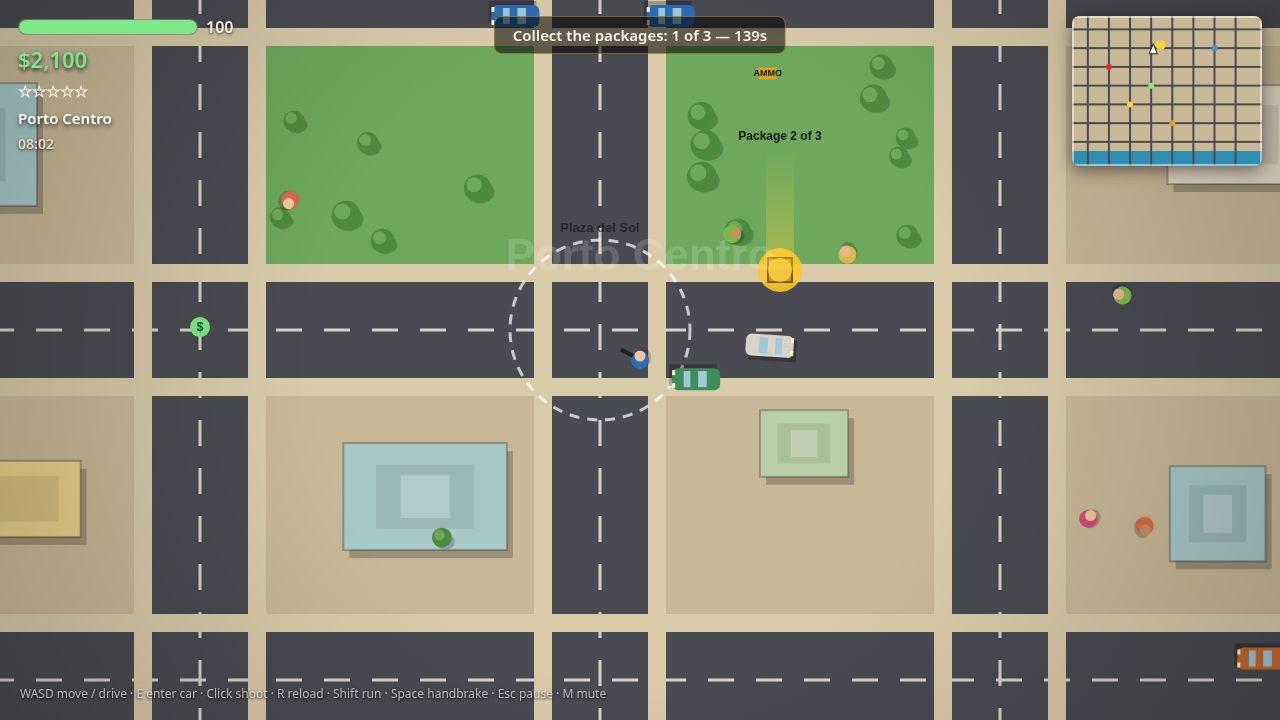 100
Collect the packages: 1 of 3 — 139s
$2,100
☆☆☆☆☆
Porto Centro
08:02
AMMO
Package 2 of 3
Plaza del Sol
Porto Centro
$
WASD move / drive · E enter car · Click shoot · R reload · Shift run · Space handbrake · Esc pause · M mute